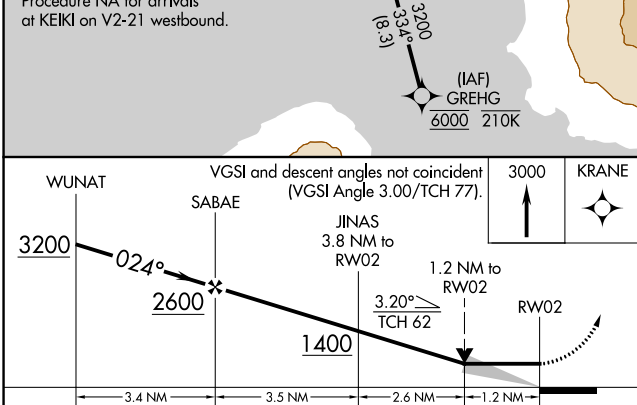 Procedure NA for arrivals
at KEIKI on V2-21 westbound.
3200
334°
(8.3)
(IAF)
GREHG
6000 210K
VGSI and descent angles not coincident
(VGSI Angle 3.00/TCH 77).
3000
KRANE
WUNAT
SABAE
JINAS
3.8 NM to
RW02
1.2 NM to
RW02
RW02
3200
024°
2600
1400
3.20°
TCH 62
3.4 NM
3.5 NM
2.6 NM
1.2 NM